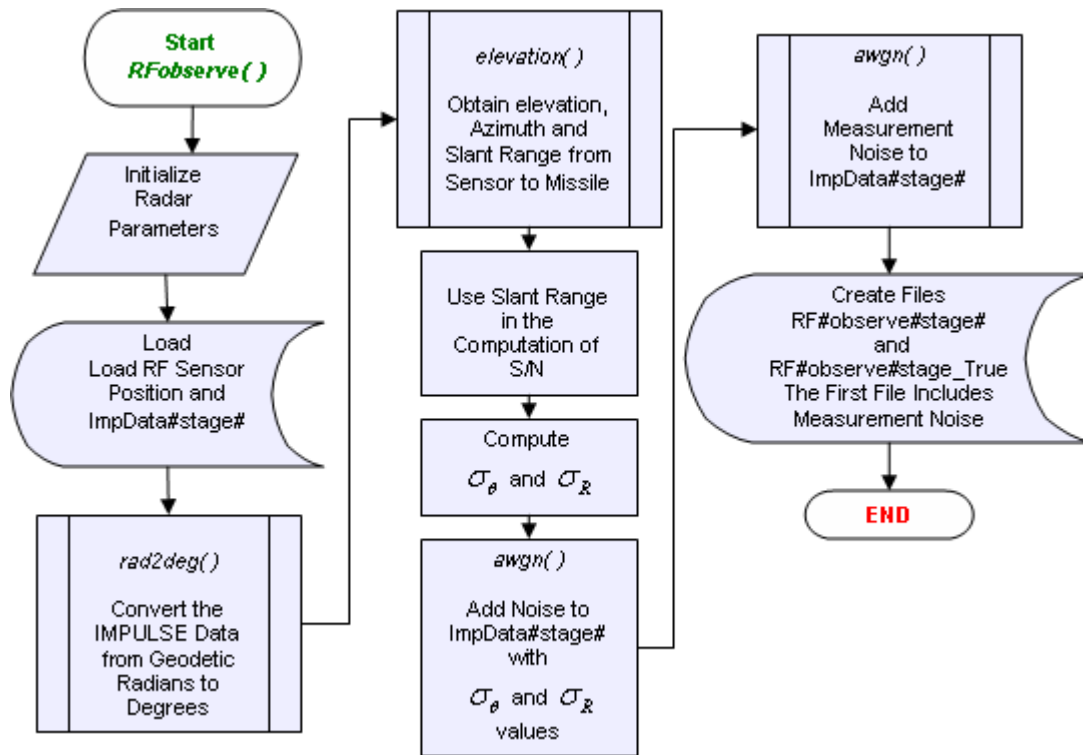 Start
RFobserve( )
Initialize
Radar
Parameters
Load
Load RF Sensor
Position and
ImpData#stage#
rad2deg( )
Convert the
IMPULSE Data
from Geodetic
Radians to
Degrees
elevation( )
Obtain elevation,
Azimuth and
Slant Range from
Sensor to Missile
Use Slant Range
in the
Computation of
S/N
Compute
σθ and σR
awgn( )
Add Noise to
ImpData#stage#
with
σθ and σR
values
awgn( )
Add
Measurement
Noise to
ImpData#stage#
Create Files
RF#observe#stage#
and
RF#observe#stage_True
The First File Includes
Measurement Noise
END